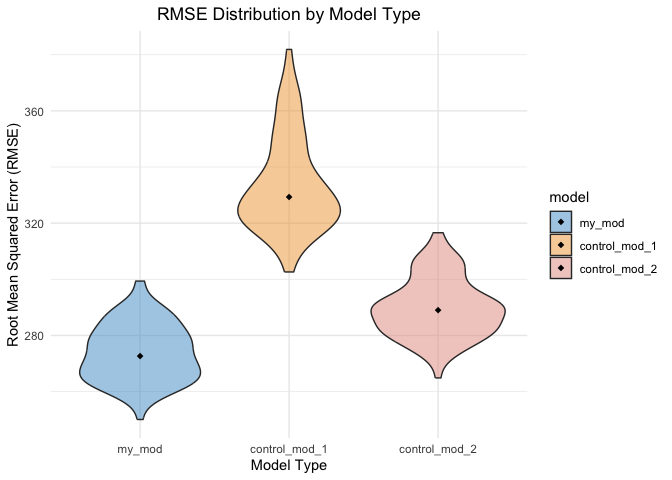 RMSE Distribution by Model Type
Root Mean Squared Error (RMSE)
360
320
280
my_mod
control_mod_1
control_mod_2
Model Type
model
my_mod
control_mod_1
control_mod_2